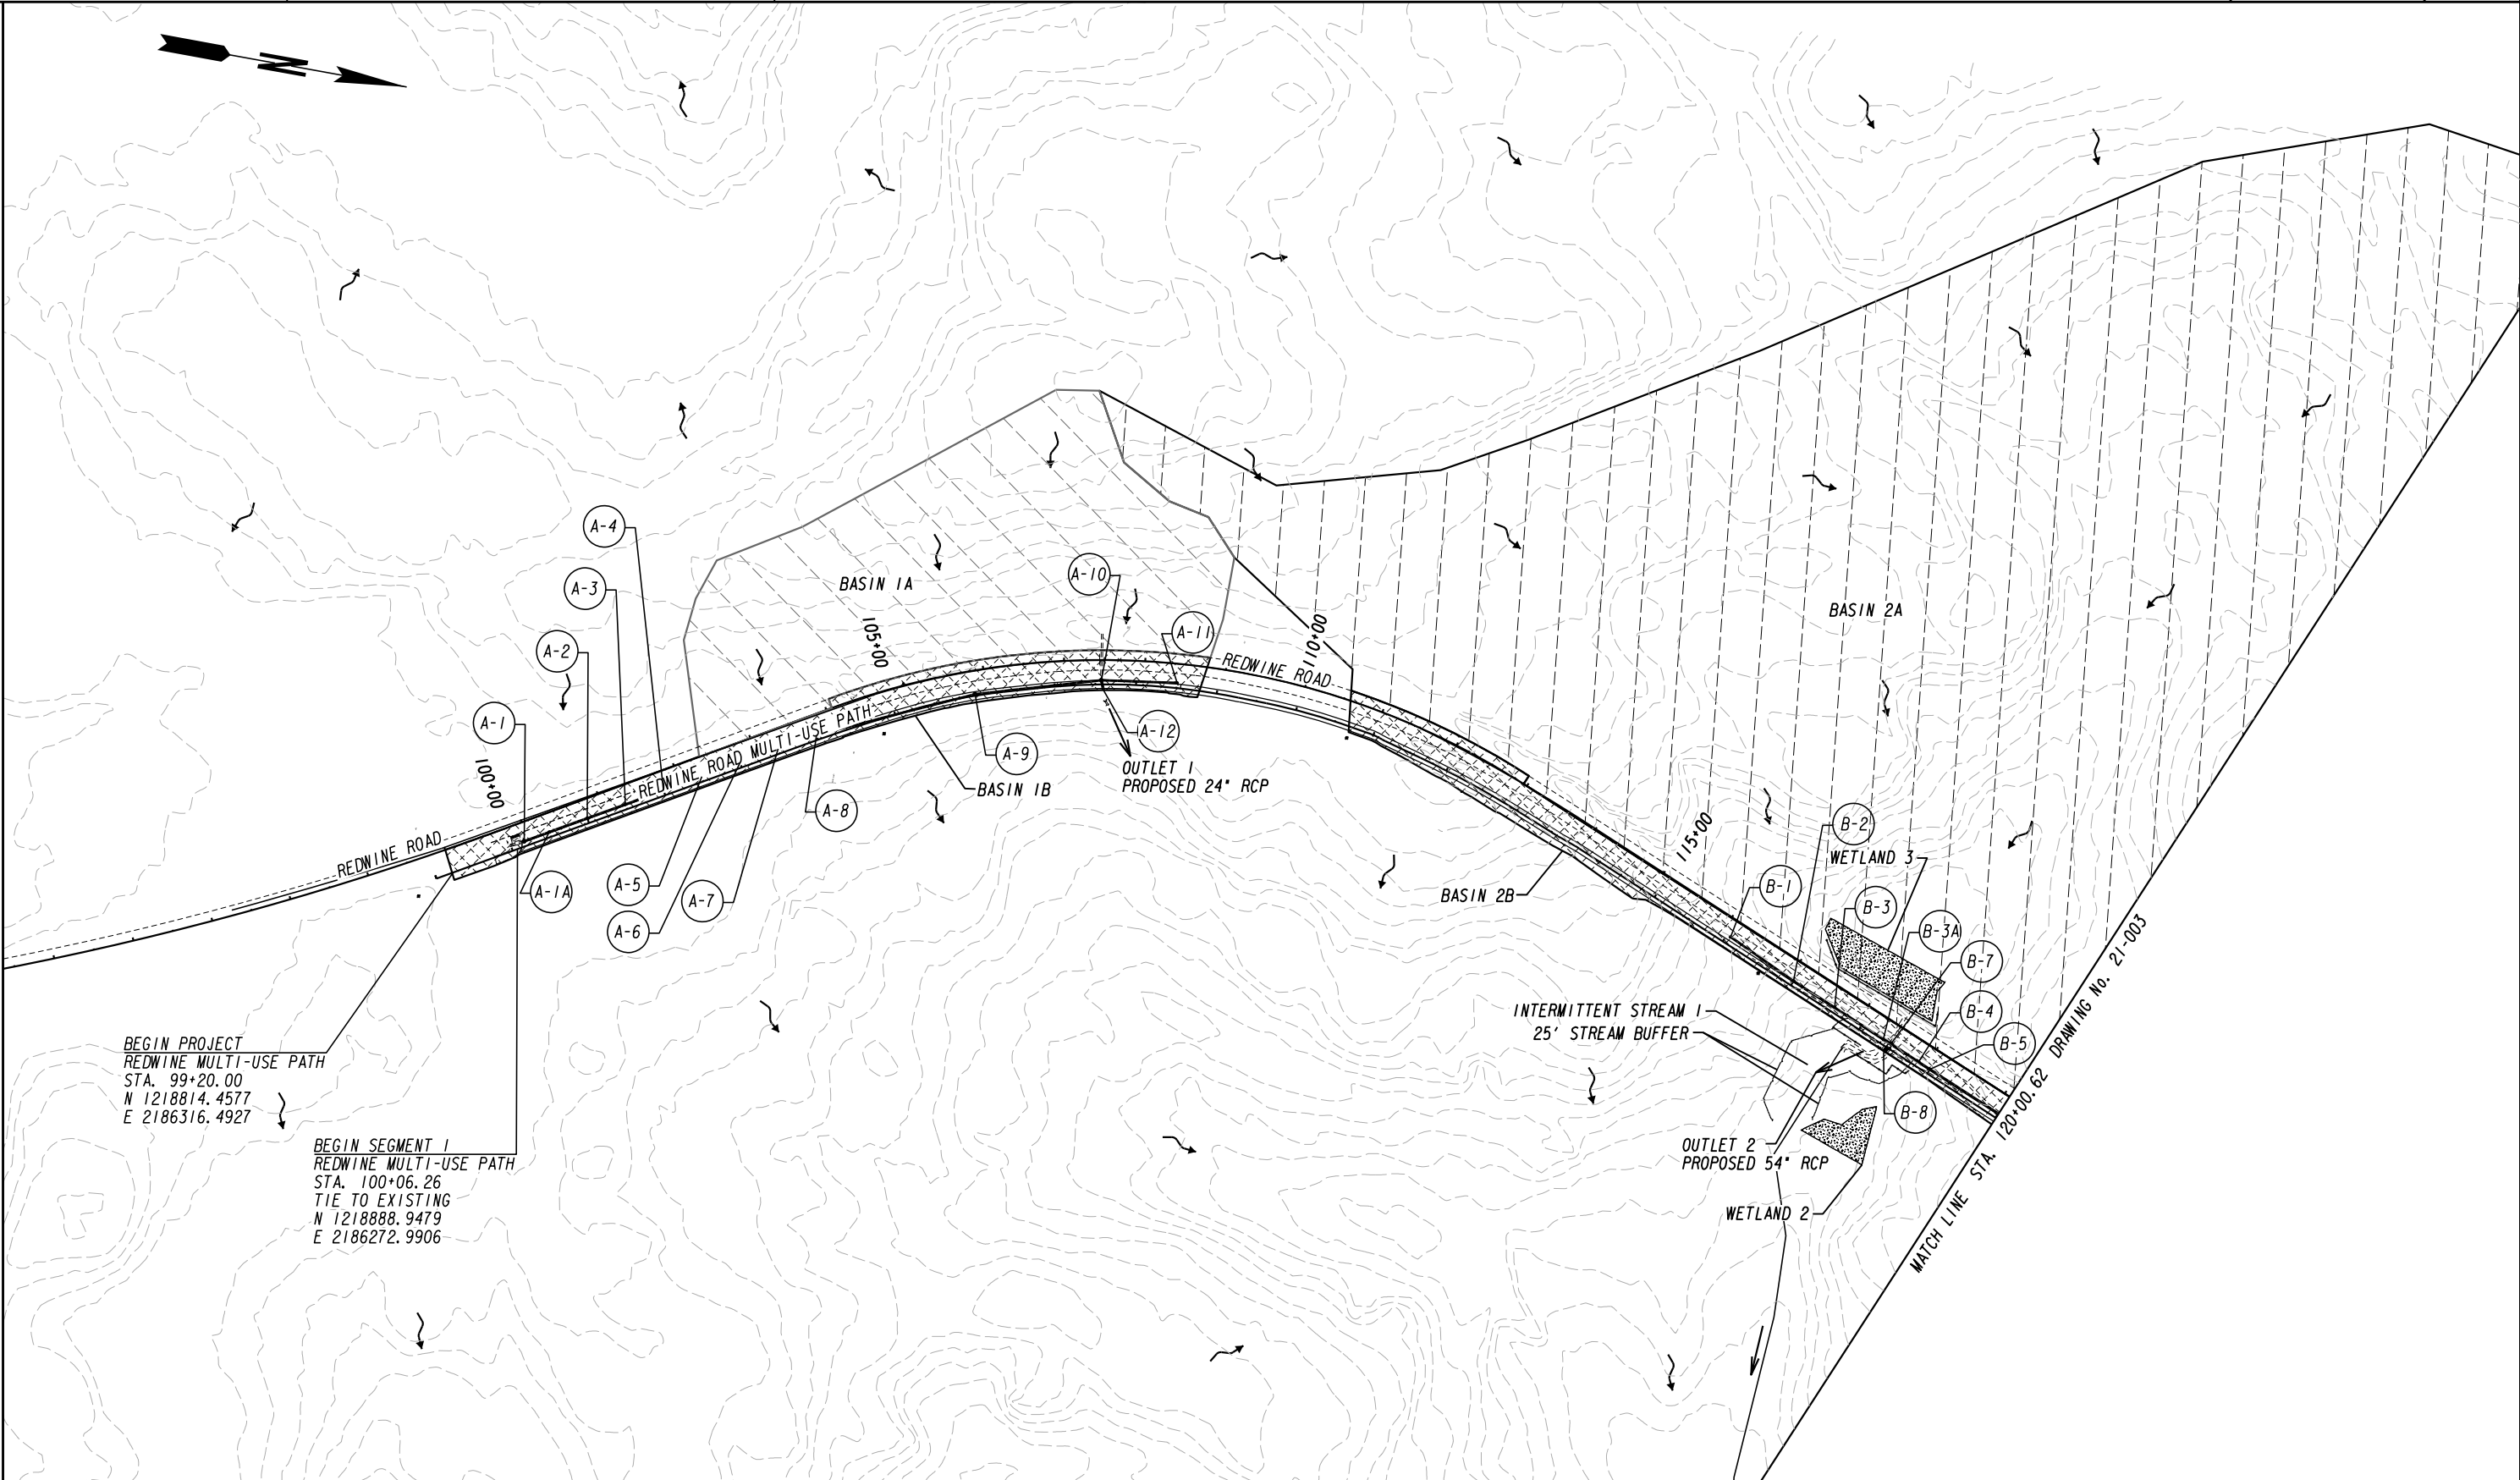 N
A-4
A-3
A-2
A-1
100+00
REDWINE ROAD
A-1A
A-5
A-6
A-7
A-8
REDWINE ROAD MULTI-USE PATH
BASIN 1A
105+00
A-9
BASIN 1B
A-10
A-11
A-12
OUTLET 1
PROPOSED 24" RCP
REDWINE ROAD
110+00
BASIN 2A
BASIN 2B
115+00
B-2
WETLAND 3
B-1
B-3
B-3A
B-7
B-4
B-5
B-8
INTERMITTENT STREAM 1
25' STREAM BUFFER
OUTLET 2
PROPOSED 54" RCP
WETLAND 2
MATCH LINE STA. 120+00.62 DRAWING No. 21-003
BEGIN PROJECT
REDWINE MULTI-USE PATH
STA. 99+20.00
N 1218814.4577
E 2186316.4927
BEGIN SEGMENT 1
REDWINE MULTI-USE PATH
STA. 100+06.26
TIE TO EXISTING
N 1218888.9479
E 2186272.9906